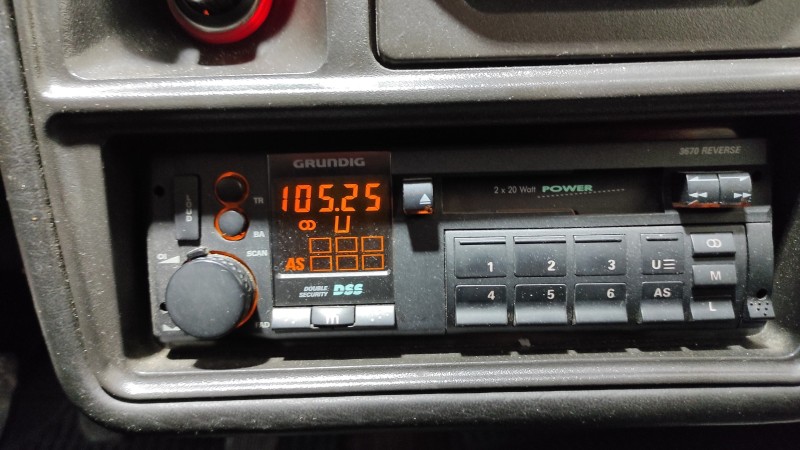 GRUNDIG
3670 REVERSE
105.25
2 x 20 Watt POWER
TR
BA
SCAN
U
AS
1 2 3 U
4 5 6 AS
M
L
DOUBLE
SECURITY DSS
m